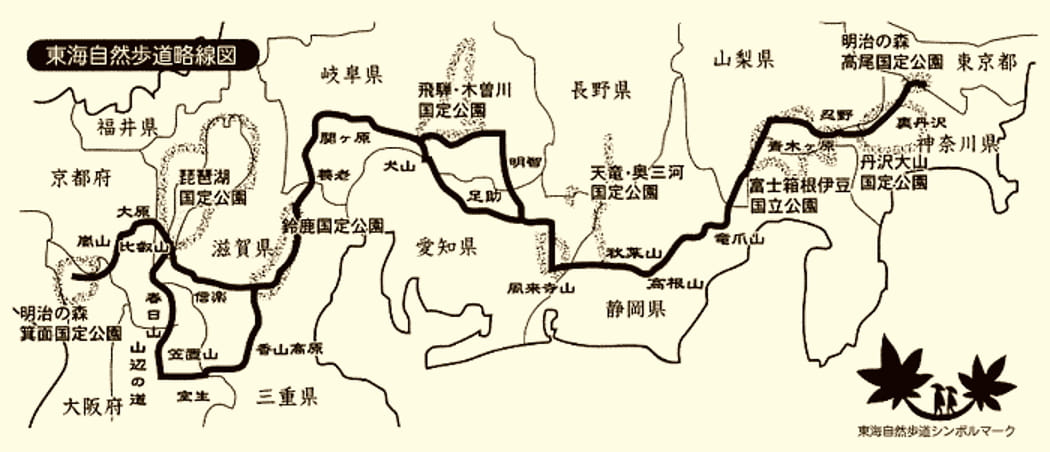 東海自然歩道路線図
明治の森
高尾国定公園
東京都
山梨県
岐阜県
飛騨・木曽川
国定公園
長野県
福井県
関ヶ原
忍野
裏丹沢
青木ヶ原
神奈川県
京都府
琵琶湖
国定公園
養老
犬山
明智
天竜・奥三河
国定公園
丹沢大山
国定公園
富士箱根伊豆
国立公園
足助
大原
鈴鹿国定公園
嵐山
比叡山
滋賀県
愛知県
竜爪山
秋葉山
高根山
鳳来寺山
静岡県
春日山
信楽
明治の森
箕面国定公園
山辺の道
笠置山
香山高原
大阪府
室生
三重県
東海自然歩道シンボルマーク